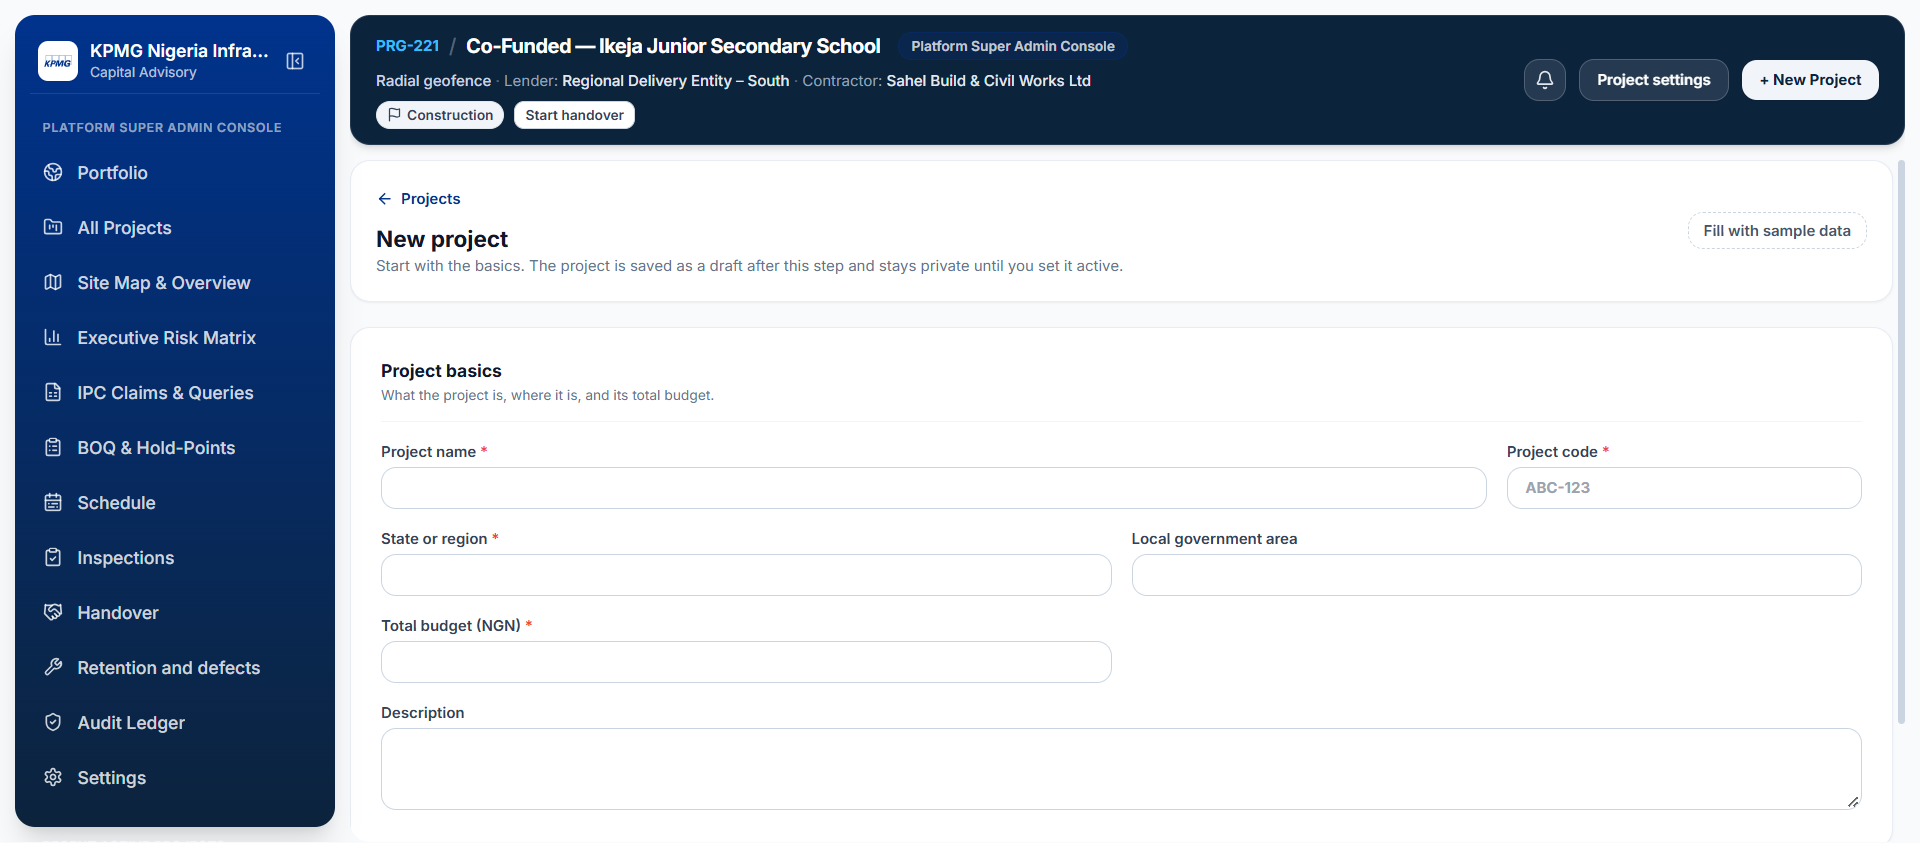 KPMG
KPMG Nigeria Infra...
Capital Advisory
PLATFORM SUPER ADMIN CONSOLE
Portfolio
All Projects
Site Map & Overview
Executive Risk Matrix
IPC Claims & Queries
BOQ & Hold-Points
Schedule
Inspections
Handover
Retention and defects
Audit Ledger
Settings
PRG-221 / Co-Funded — Ikeja Junior Secondary School Platform Super Admin Console
Radial geofence · Lender: Regional Delivery Entity – South · Contractor: Sahel Build & Civil Works Ltd
Construction Start handover
Project settings + New Project
← Projects
New project
Start with the basics. The project is saved as a draft after this step and stays private until you set it active.
Fill with sample data
Project basics
What the project is, where it is, and its total budget.
Project name * Project code *
ABC-123
State or region * Local government area
Total budget (NGN) *
Description